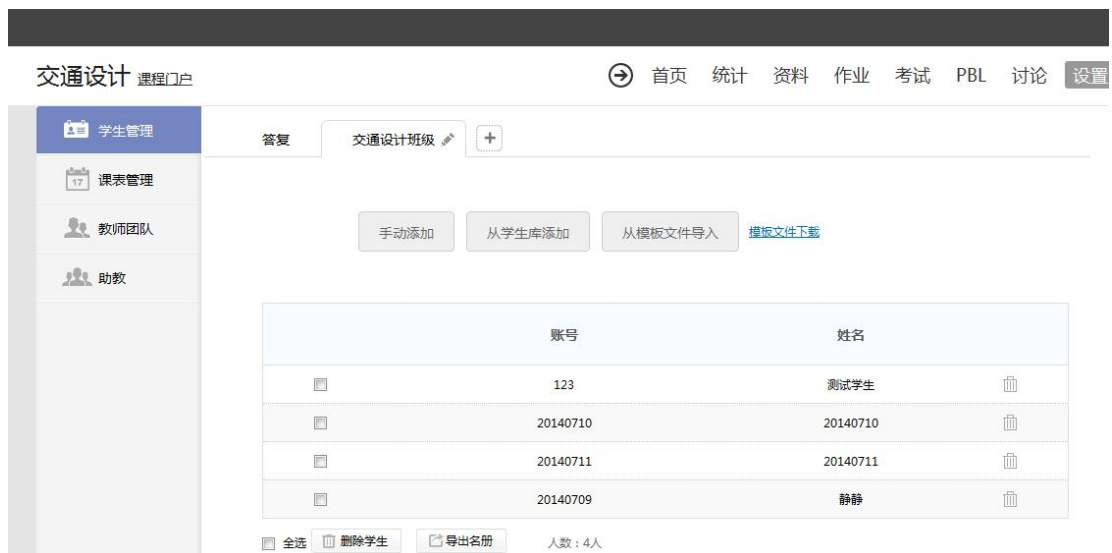 交通设计 课程门户 首页 统计 资料 作业 考试 PBL 讨论 设置
学生管理
课表管理
教师团队
助教
答复 交通设计班级 +
手动添加 从学生库添加 从模板文件导入 模板文件下载
账号 姓名
123 测试学生
20140710 20140710
20140711 20140711
20140709 静静
全选 删除学生 导出名册 人数：4人